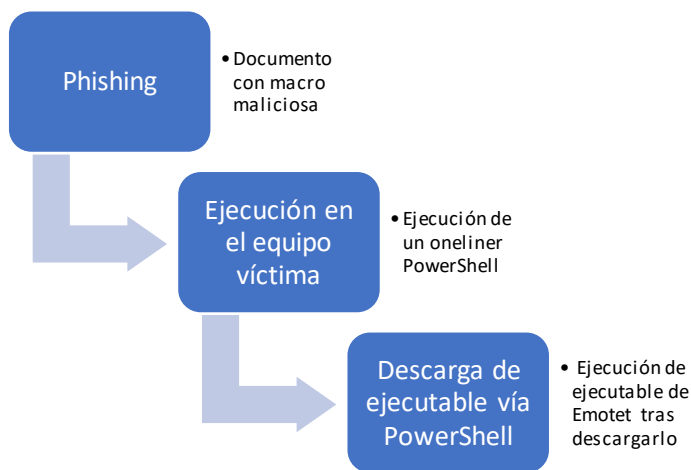 Phishing
• Documento
con macro
maliciosa
Ejecución en
el equipo
víctima
• Ejecución de
un oneliner
PowerShell
Descarga de
ejecutable vía
PowerShell
• Ejecución de
ejecutable de
Emotet tras
descargarlo